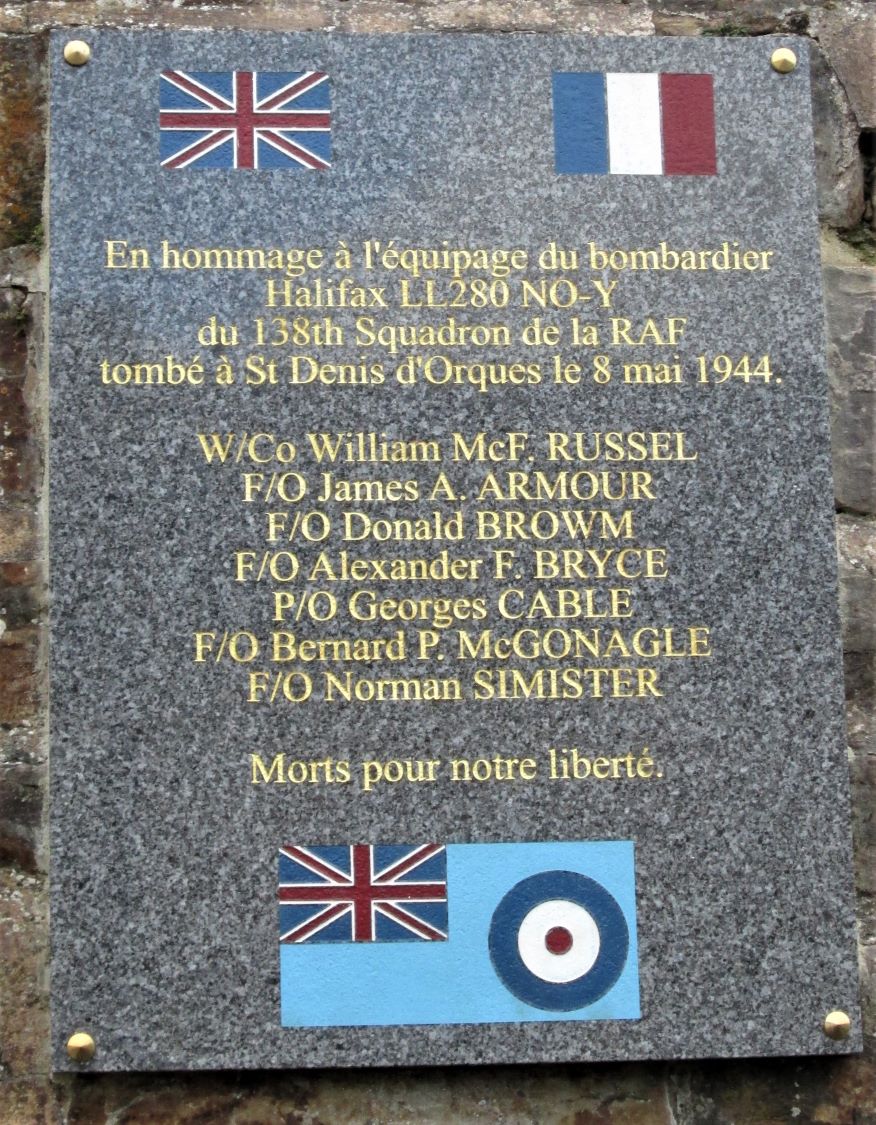 En hommage à l'équipage du bombardier
Halifax LL280 NO-Y
du 138th Squadron de la RAF
tombé à St Denis d'Orques le 8 mai 1944.
W/Co William McF. RUSSEL
F/O James A. ARMOUR
F/O Donald BROWM
F/O Alexander F. BRYCE
P/O Georges CABLE
F/O Bernard P. McGONAGLE
F/O Norman SIMISTER
Morts pour notre liberté.